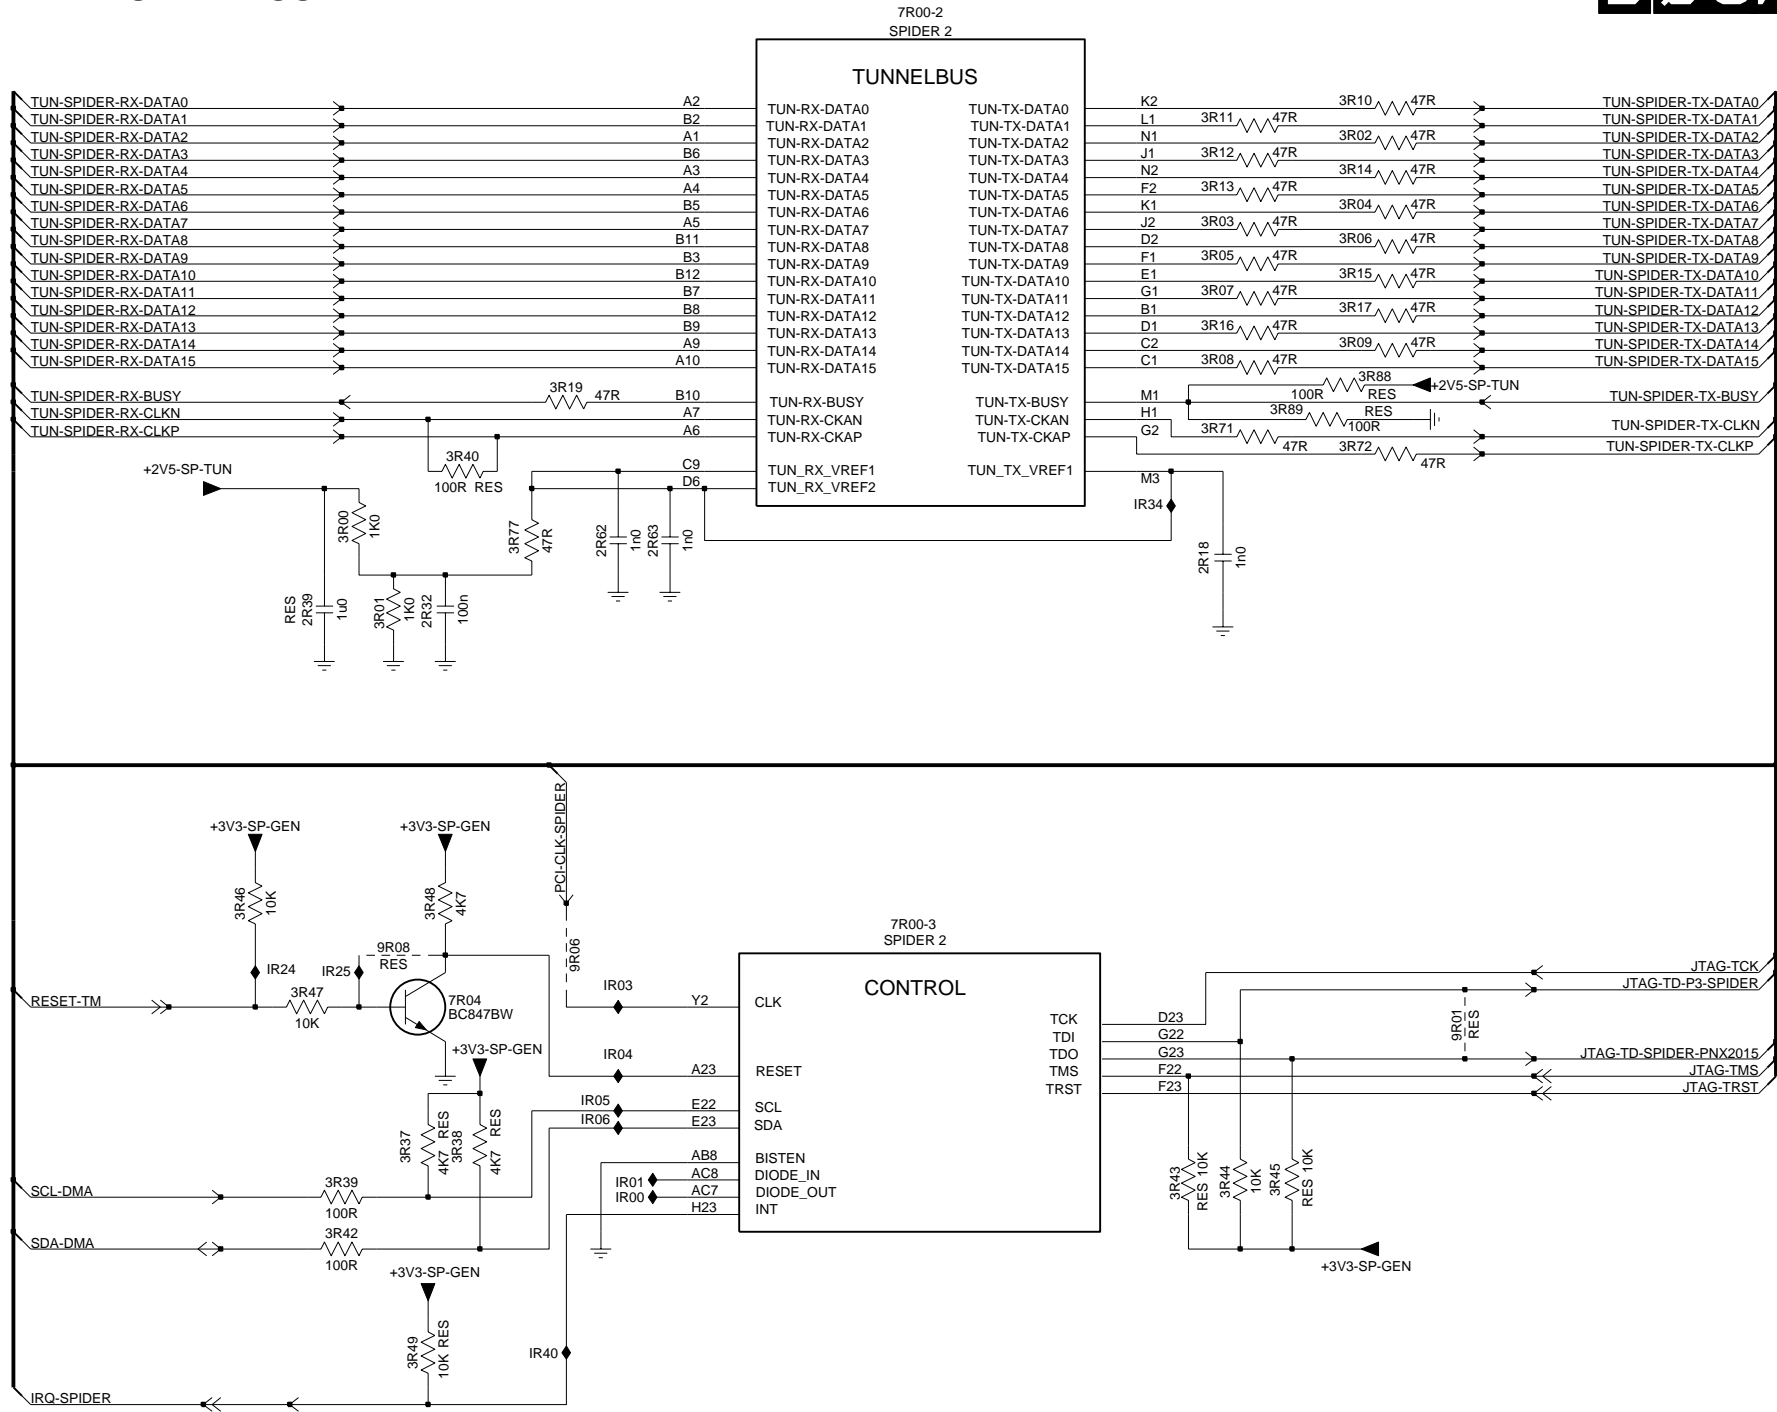 7R00-2
SPIDER 2
TUNNELBUS
TUN-SPIDER-RX-DATA0 A2 TUN-RX-DATA0 TUN-TX-DATA0 K2 3R10 47R TUN-SPIDER-TX-DATA0
TUN-SPIDER-RX-DATA1 B2 TUN-RX-DATA1 TUN-TX-DATA1 L1 3R11 47R TUN-SPIDER-TX-DATA1
TUN-SPIDER-RX-DATA2 A1 TUN-RX-DATA2 TUN-TX-DATA2 N1 3R02 47R TUN-SPIDER-TX-DATA2
TUN-SPIDER-RX-DATA3 B6 TUN-RX-DATA3 TUN-TX-DATA3 J1 3R12 47R TUN-SPIDER-TX-DATA3
TUN-SPIDER-RX-DATA4 A3 TUN-RX-DATA4 TUN-TX-DATA4 N2 3R14 47R TUN-SPIDER-TX-DATA4
TUN-SPIDER-RX-DATA5 A4 TUN-RX-DATA5 TUN-TX-DATA5 F2 3R13 47R TUN-SPIDER-TX-DATA5
TUN-SPIDER-RX-DATA6 B5 TUN-RX-DATA6 TUN-TX-DATA6 K1 3R04 47R TUN-SPIDER-TX-DATA6
TUN-SPIDER-RX-DATA7 A5 TUN-RX-DATA7 TUN-TX-DATA7 J2 3R03 47R TUN-SPIDER-TX-DATA7
TUN-SPIDER-RX-DATA8 B11 TUN-RX-DATA8 TUN-TX-DATA8 D2 3R06 47R TUN-SPIDER-TX-DATA8
TUN-SPIDER-RX-DATA9 B3 TUN-RX-DATA9 TUN-TX-DATA9 F1 3R05 47R TUN-SPIDER-TX-DATA9
TUN-SPIDER-RX-DATA10 B12 TUN-RX-DATA10 TUN-TX-DATA10 E1 3R15 47R TUN-SPIDER-TX-DATA10
TUN-SPIDER-RX-DATA11 B7 TUN-RX-DATA11 TUN-TX-DATA11 G1 3R07 47R TUN-SPIDER-TX-DATA11
TUN-SPIDER-RX-DATA12 B8 TUN-RX-DATA12 TUN-TX-DATA12 B1 3R17 47R TUN-SPIDER-TX-DATA12
TUN-SPIDER-RX-DATA13 B9 TUN-RX-DATA13 TUN-TX-DATA13 D1 3R16 47R TUN-SPIDER-TX-DATA13
TUN-SPIDER-RX-DATA14 A9 TUN-RX-DATA14 TUN-TX-DATA14 C2 3R09 47R TUN-SPIDER-TX-DATA14
TUN-SPIDER-RX-DATA15 A10 TUN-RX-DATA15 TUN-TX-DATA15 C1 3R08 47R TUN-SPIDER-TX-DATA15
3R88 100R RES +2V5-SP-TUN
TUN-SPIDER-RX-BUSY 3R19 47R B10 TUN-RX-BUSY TUN-TX-BUSY M1 TUN-SPIDER-TX-BUSY
3R89 100R RES
TUN-SPIDER-RX-CLKN A7 TUN-RX-CKAN TUN-TX-CKAN H1 3R71 47R TUN-SPIDER-TX-CLKN
TUN-SPIDER-RX-CLKP A6 TUN-RX-CKAP TUN-TX-CKAP G2 3R72 47R TUN-SPIDER-TX-CLKP
3R40
100R RES
+2V5-SP-TUN
C9 TUN_RX_VREF1 TUN_TX_VREF1 M3
D6 TUN_RX_VREF2
IR34
3R00 1K0
3R77 47R
2R62 1n0
2R63 1n0
2R18 1n0
RES 2R39 1u0
3R01 1K0
2R32 100n
PCI-CLK-SPIDER
+3V3-SP-GEN
+3V3-SP-GEN
3R46 10K
3R48 4K7
9R06
9R08
RES
IR24
IR25
RESET-TM
3R47
10K
7R04
BC847BW
+3V3-SP-GEN
7R00-3
SPIDER 2
CONTROL
IR03 Y2 CLK
IR04 A23 RESET
IR05 E22 SCL
IR06 E23 SDA
AB8 BISTEN
IR01 AC8 DIODE_IN
IR00 AC7 DIODE_OUT
H23 INT
TCK D23 JTAG-TCK
TDI G22 JTAG-TD-P3-SPIDER
9R01 RES
TDO G23 JTAG-TD-SPIDER-PNX2015
TMS F22 JTAG-TMS
TRST F23 JTAG-TRST
3R37 4K7 RES
3R38 4K7 RES
3R43 RES 10K
3R44 10K
3R45 RES 10K
+3V3-SP-GEN
SCL-DMA
3R39
100R
SDA-DMA
3R42
100R
+3V3-SP-GEN
3R49 10K RES
IR40
IRQ-SPIDER